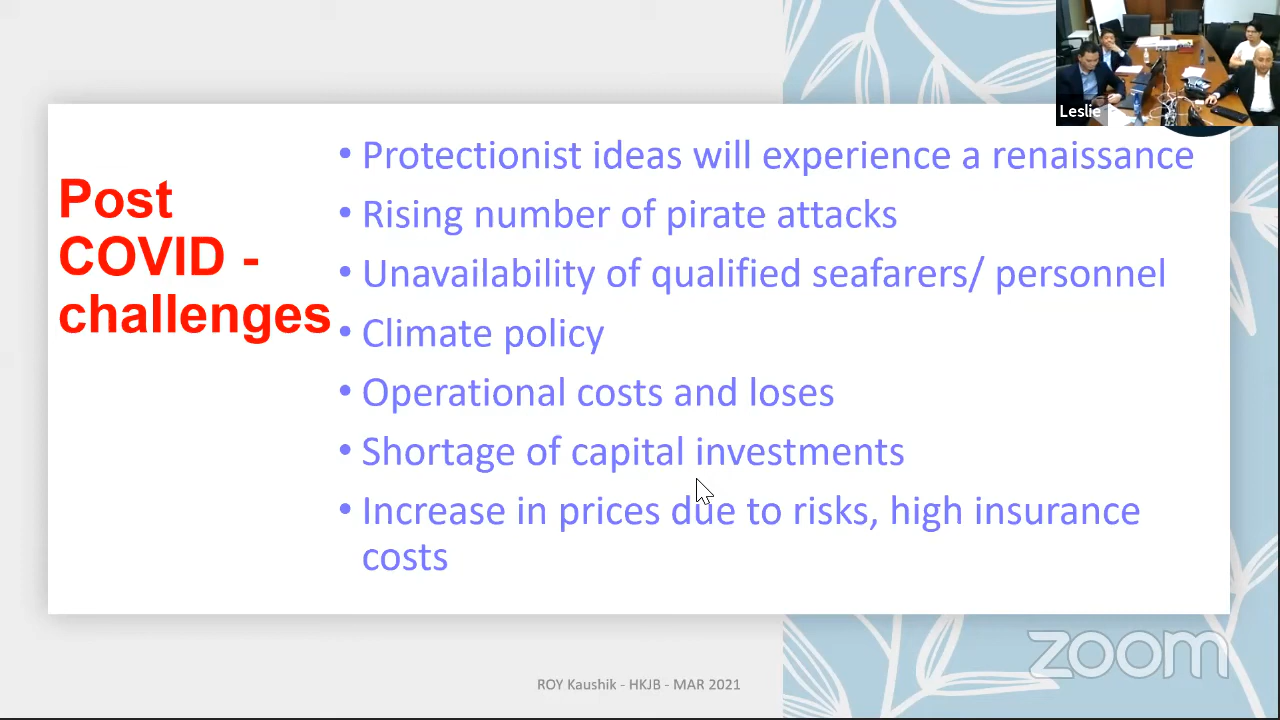 Leslie
Post
COVID -
challenges
• Protectionist ideas will experience a renaissance
• Rising number of pirate attacks
• Unavailability of qualified seafarers/ personnel
• Climate policy
• Operational costs and loses
• Shortage of capital investments
• Increase in prices due to risks, high insurance
costs
zoom
ROY Kaushik - HKJB - MAR 2021